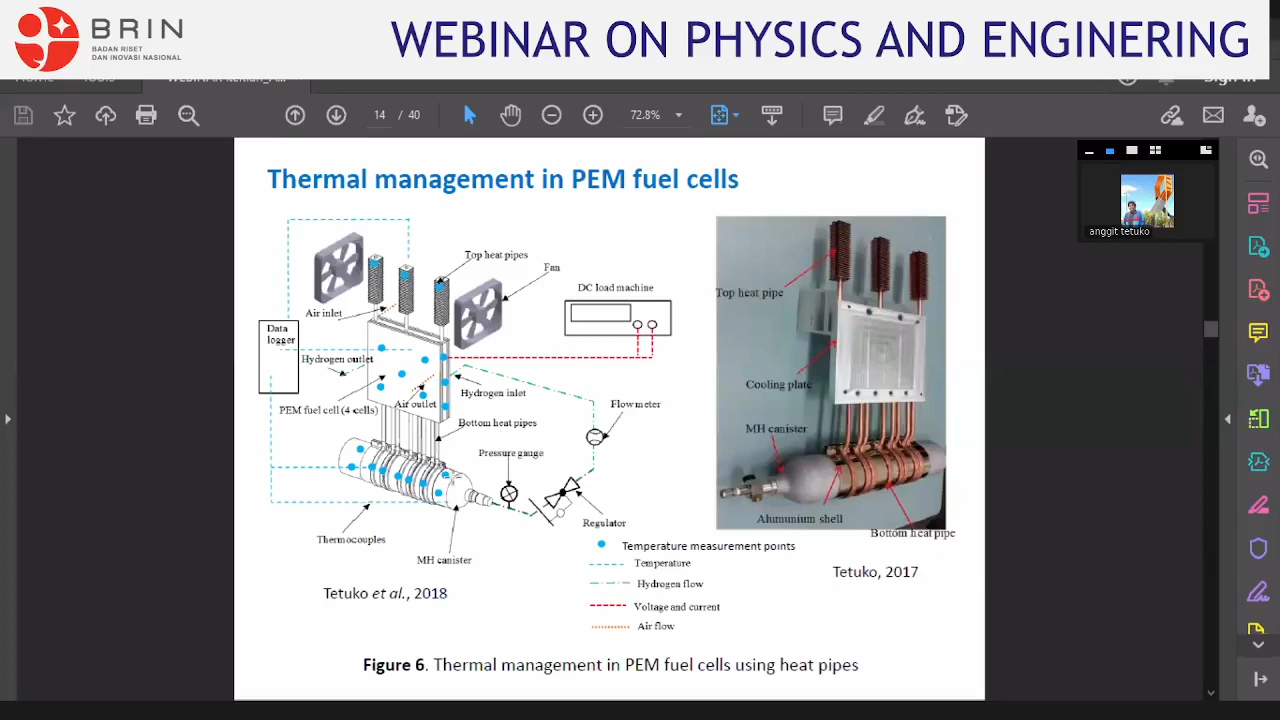 BRIN
BADAN RISET
DAN INOVASI NASIONAL
WEBINAR ON PHYSICS AND ENGINERING
14 / 40
72.8%
anggit tetuko
Thermal management in PEM fuel cells
Top heat pipes
Fan
DC load machine
Air inlet
Data
logger
Hydrogen outlet
Air outlet
Hydrogen inlet
PEM fuel cell (4 cells)
Flow meter
Bottom heat pipes
Pressure gauge
Regulator
Thermocouples
MH canister
Temperature measurement points
Temperature
Hydrogen flow
Voltage and current
Air flow
Tetuko et al., 2018
Top heat pipe
Cooling plate
MH canister
Alumunium shell
Bottom heat pipe
Tetuko, 2017
Figure 6. Thermal management in PEM fuel cells using heat pipes